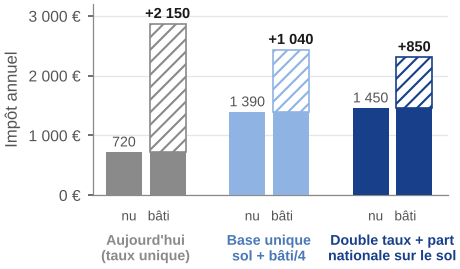 +2 150
3 000 €
+1 040
+850
2 000 €
Impôt annuel
1 390
1 450
1 000 €
720
0 €
nu bâti
nu bâti
nu bâti
Aujourd'hui
(taux unique)
Base unique
sol + bâti/4
Double taux + part
nationale sur le sol